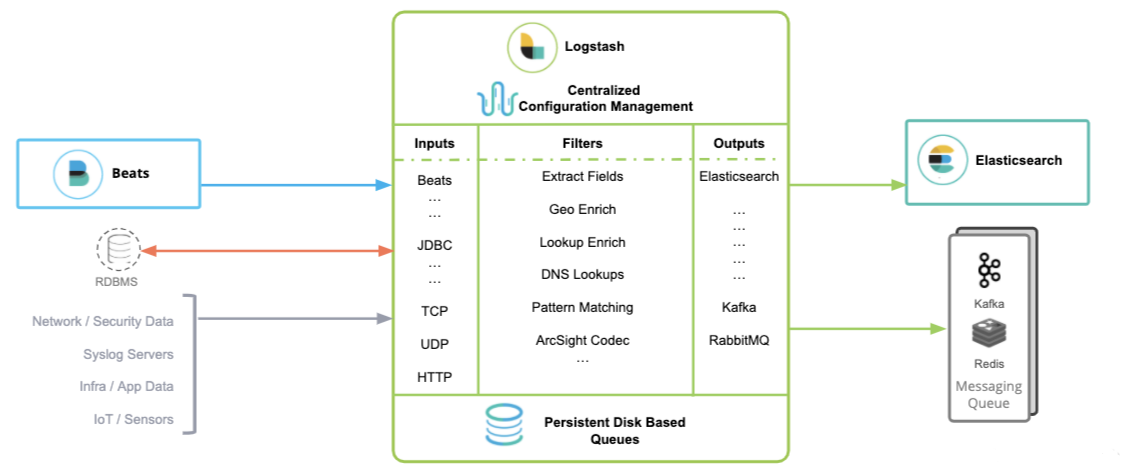 Logstash
Centralized
Configuration Management
Inputs
Filters
Outputs
Beats
Beats
...
...
JDBC
...
...
TCP
UDP
HTTP
Extract Fields
Geo Enrich
Lookup Enrich
DNS Lookups
Pattern Matching
ArcSight Codec
...
Elasticsearch
...
...
...
...
...
Kafka
RabbitMQ
Elasticsearch
RDBMS
Network / Security Data
Syslog Servers
Infra / App Data
IoT / Sensors
Kafka
Redis
Messaging
Queue
Persistent Disk Based
Queues